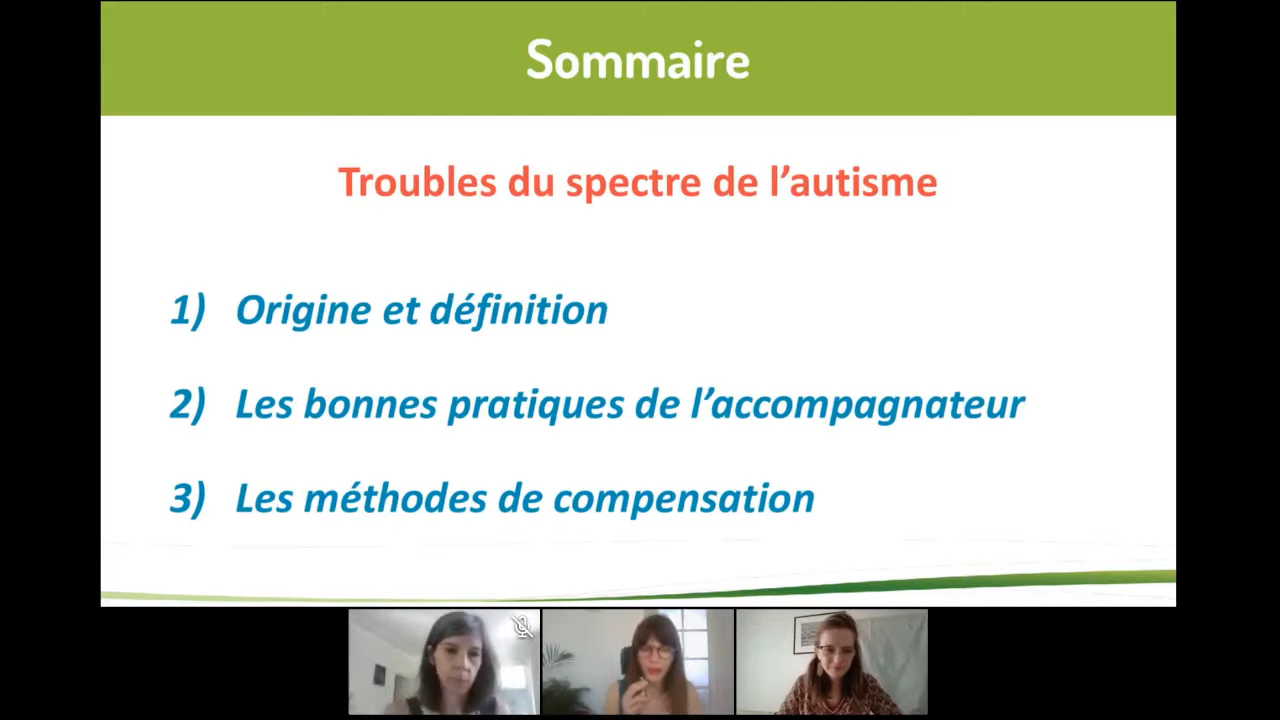 Sommaire
Troubles du spectre de l’autisme
1) Origine et définition
2) Les bonnes pratiques de l’accompagnateur
3) Les méthodes de compensation